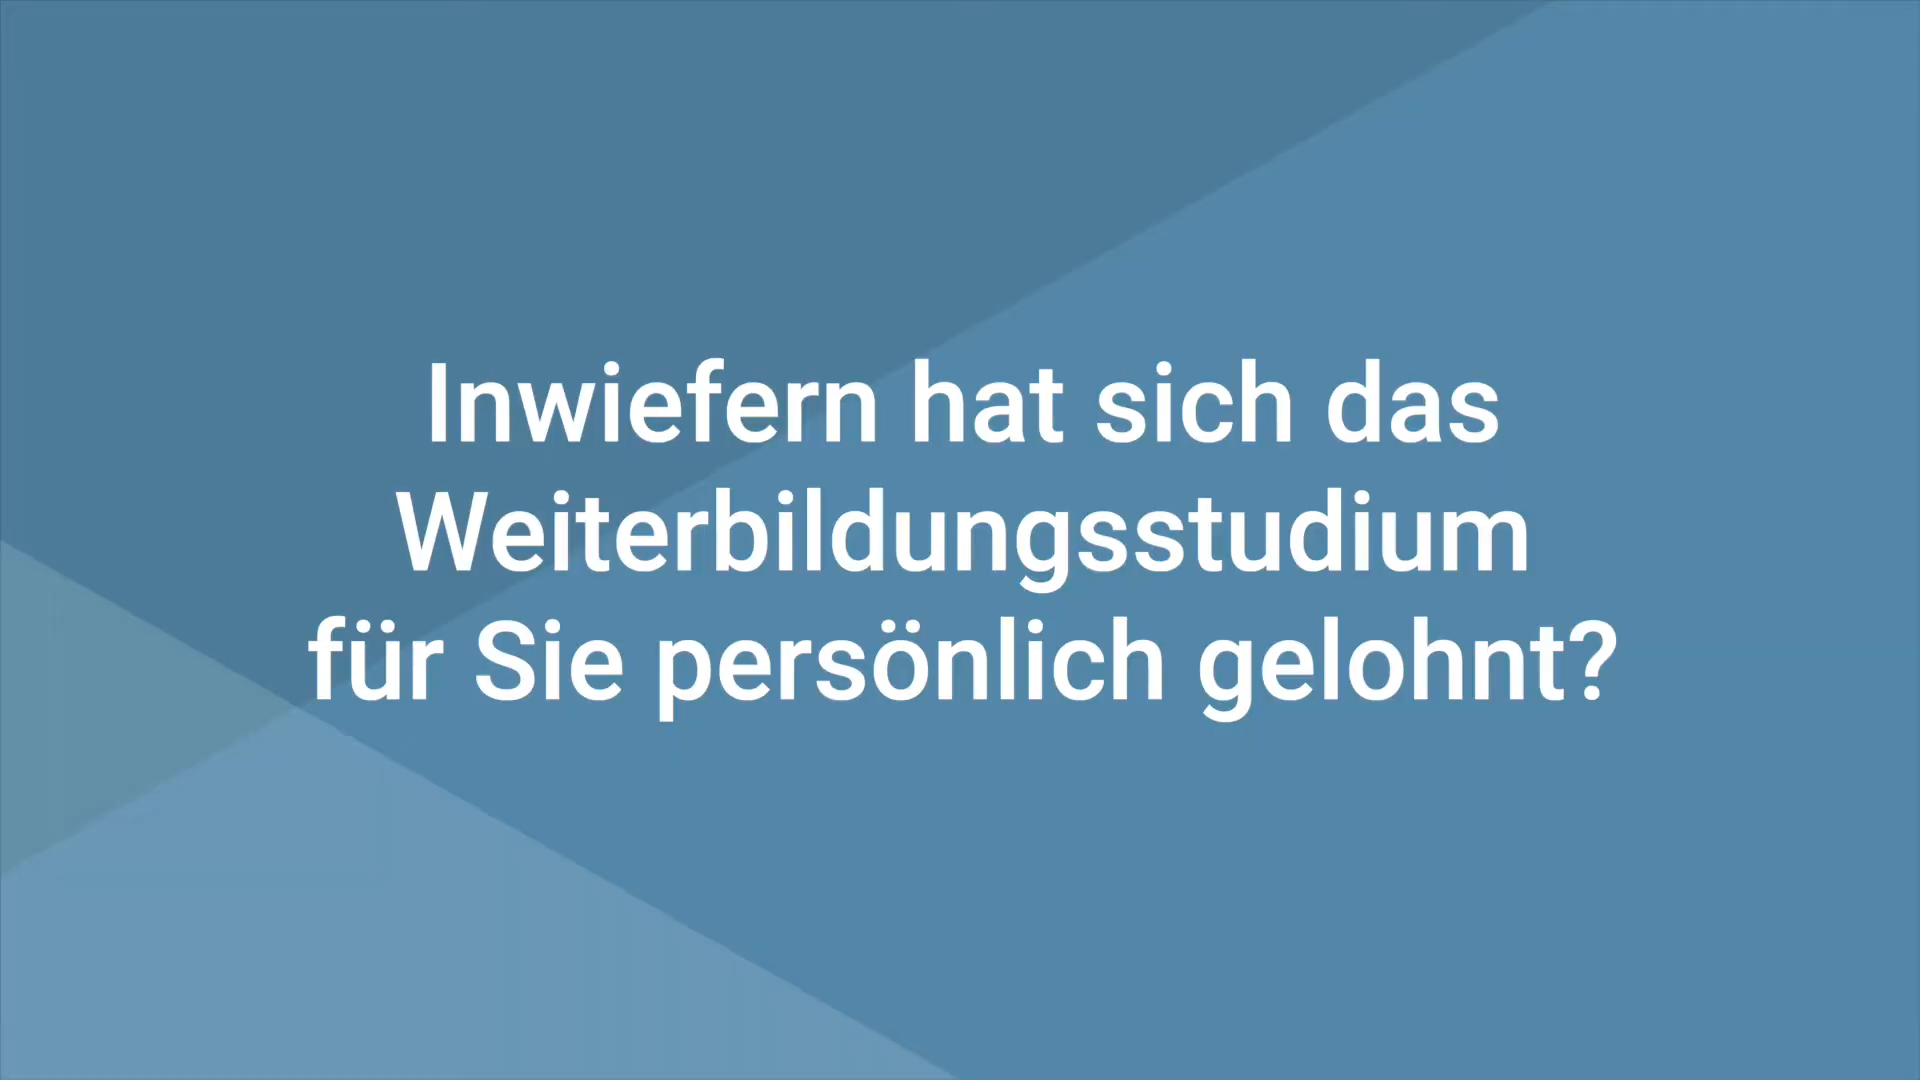 Inwiefern hat sich das
Weiterbildungsstudium
für Sie persönlich gelohnt?